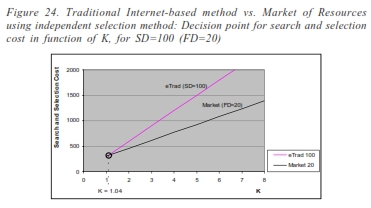 Figure 24. Traditional Internet-based method vs. Market of Resources
using independent selection method: Decision point for search and selection
cost in function of K, for SD=100 (FD=20)
Search and Selection Cost
2000
1500
1000
500
0
eTrad (SD=100)
Market (FD=20)
0 1 2 3 4 5 6 7 8
K = 1.04
K
eTrad 100
Market 20